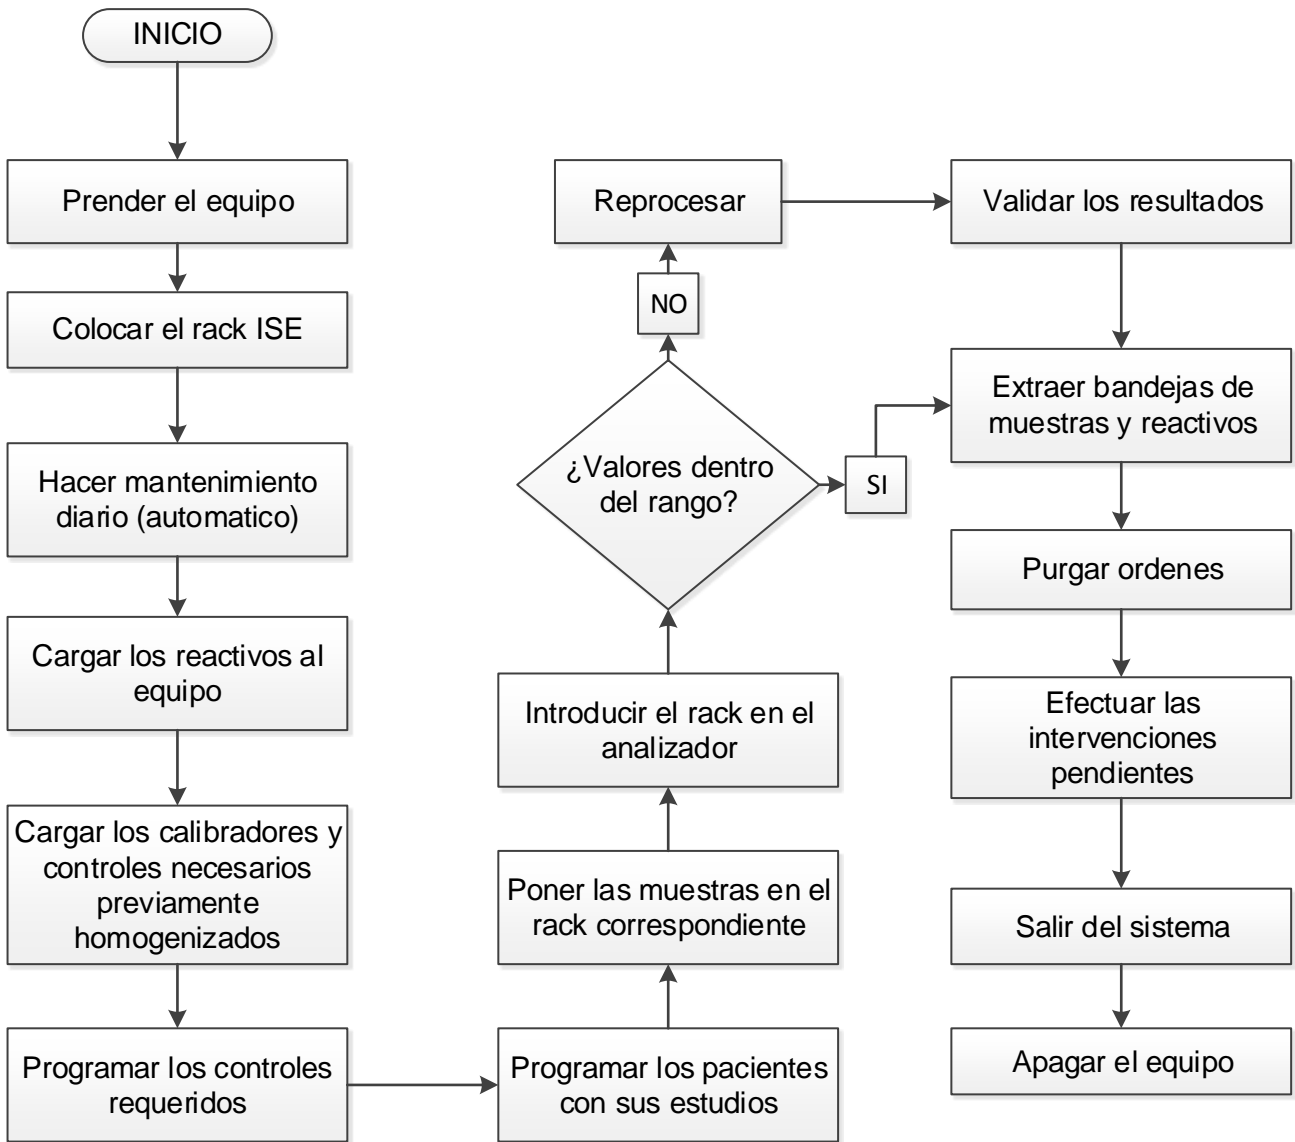 INICIO
Prender el equipo
Colocar el rack ISE
Hacer mantenimiento
diario (automatico)
Cargar los reactivos al
equipo
Cargar los calibradores y
controles necesarios
previamente
homogenizados
Programar los controles
requeridos
Programar los pacientes
con sus estudios
Poner las muestras en el
rack correspondiente
Introducir el rack en el
analizador
¿Valores dentro
del rango?
NO
Reprocesar
SI
Validar los resultados
Extraer bandejas de
muestras y reactivos
Purgar ordenes
Efectuar las
intervenciones
pendientes
Salir del sistema
Apagar el equipo